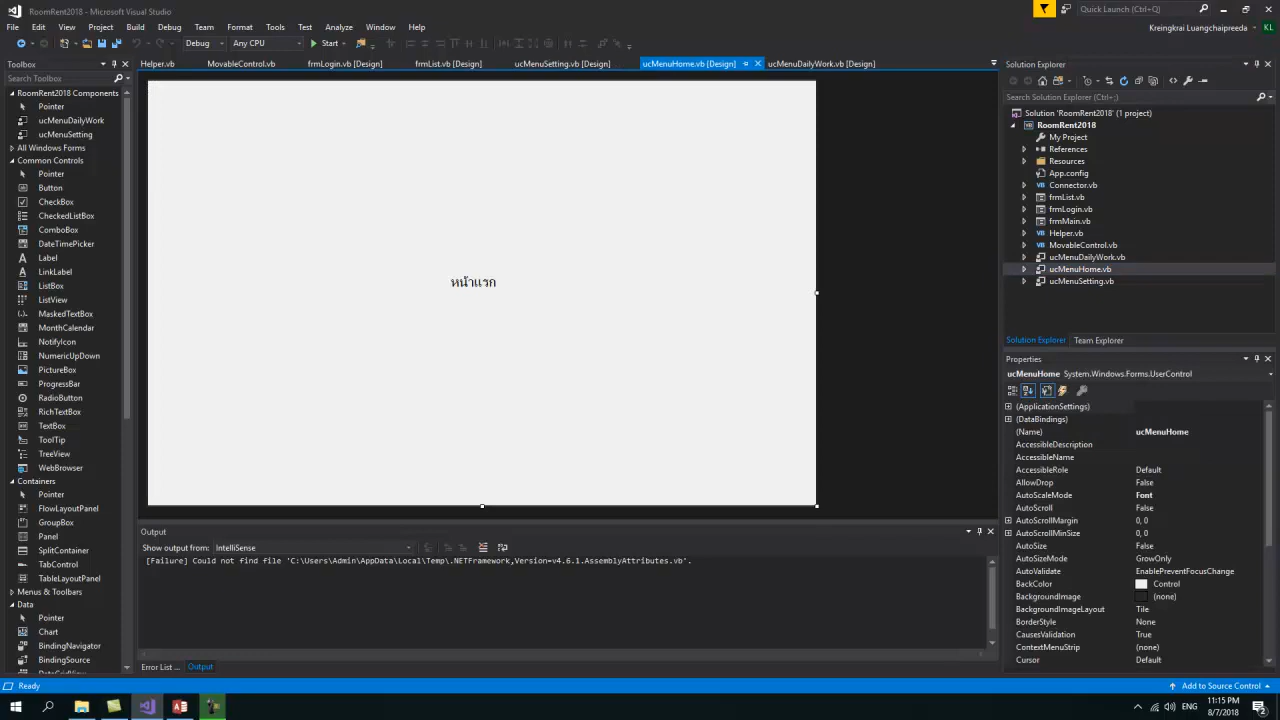 RoomRent2018 - Microsoft Visual Studio
Quick Launch (Ctrl+Q)
File Edit View Project Build Debug Team Format Tools Test Analyze Window Help
Kreingkrai Luangchaipreeda KL
Debug Any CPU Start
Toolbox
Helper.vb MovableControl.vb frmLogin.vb [Design] frmList.vb [Design] ucMenuSetting.vb [Design] ucMenuHome.vb [Design] ucMenuDailyWork.vb [Design]
Search Toolbox
RoomRent2018 Components
Pointer
ucMenuDailyWork
ucMenuSetting
All Windows Forms
Common Controls
Pointer
Button
CheckBox
CheckedListBox
ComboBox
DateTimePicker
Label
LinkLabel
ListBox
ListView
MaskedTextBox
MonthCalendar
NotifyIcon
NumericUpDown
PictureBox
ProgressBar
RadioButton
RichTextBox
TextBox
ToolTip
TreeView
WebBrowser
Containers
Pointer
FlowLayoutPanel
GroupBox
Panel
SplitContainer
TabControl
TableLayoutPanel
Menus & Toolbars
Data
Pointer
Chart
BindingNavigator
BindingSource
DataGridView
หน้าแรก
Output
Show output from: IntelliSense
[Failure] Could not find file 'C:\Users\Admin\AppData\Local\Temp\.NETFramework,Version=v4.6.1.AssemblyAttributes.vb'.
Error List ... Output
Solution Explorer
Search Solution Explorer (Ctrl+;)
Solution 'RoomRent2018' (1 project)
RoomRent2018
My Project
References
Resources
App.config
Connector.vb
frmList.vb
frmLogin.vb
frmMain.vb
Helper.vb
MovableControl.vb
ucMenuDailyWork.vb
ucMenuHome.vb
ucMenuSetting.vb
Solution Explorer Team Explorer
Properties
ucMenuHome System.Windows.Forms.UserControl
(ApplicationSettings)
(DataBindings)
(Name) ucMenuHome
AccessibleDescription
AccessibleName
AccessibleRole Default
AllowDrop False
AutoScaleMode Font
AutoScroll False
AutoScrollMargin 0, 0
AutoScrollMinSize 0, 0
AutoSize False
AutoSizeMode GrowOnly
AutoValidate EnablePreventFocusChange
BackColor Control
BackgroundImage (none)
BackgroundImageLayout Tile
BorderStyle None
CausesValidation True
ContextMenuStrip (none)
Cursor Default
Ready
Add to Source Control
ENG
11:15 PM
8/7/2018
2